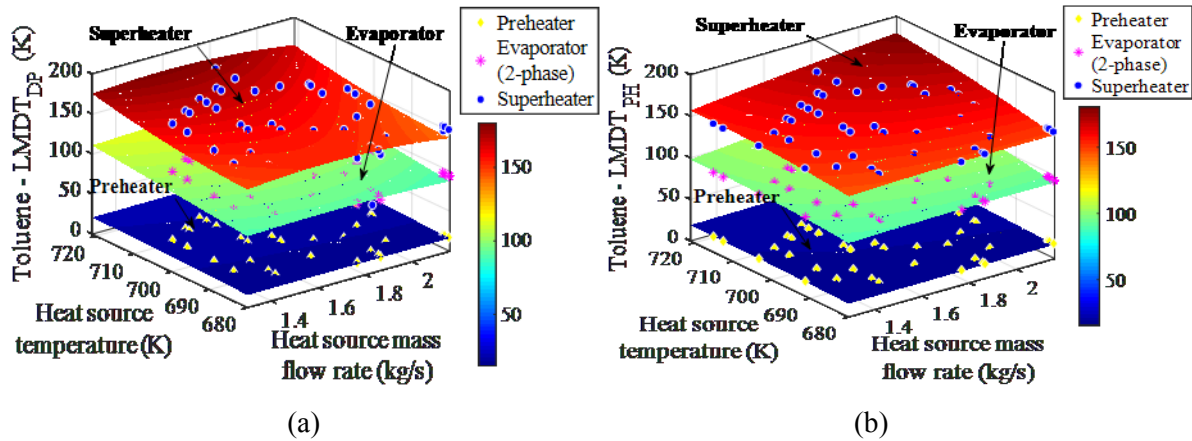 Toluene - LMDT_DP (K)
200
150
100
50
0
720
710
700
690
680
1.4
1.6
1.8
2
Heat source
temperature (K)
Heat source mass
flow rate (kg/s)
Superheater
Evaporator
Preheater
Preheater
Evaporator
(2-phase)
Superheater
150
100
50
(a)
Toluene - LMDT_PH (K)
200
150
100
50
0
720
710
700
690
680
1.4
1.6
1.8
2
Heat source
temperature (K)
Heat source mass
flow rate (kg/s)
Superheater
Evaporator
Preheater
Preheater
Evaporator
(2-phase)
Superheater
150
100
50
(b)